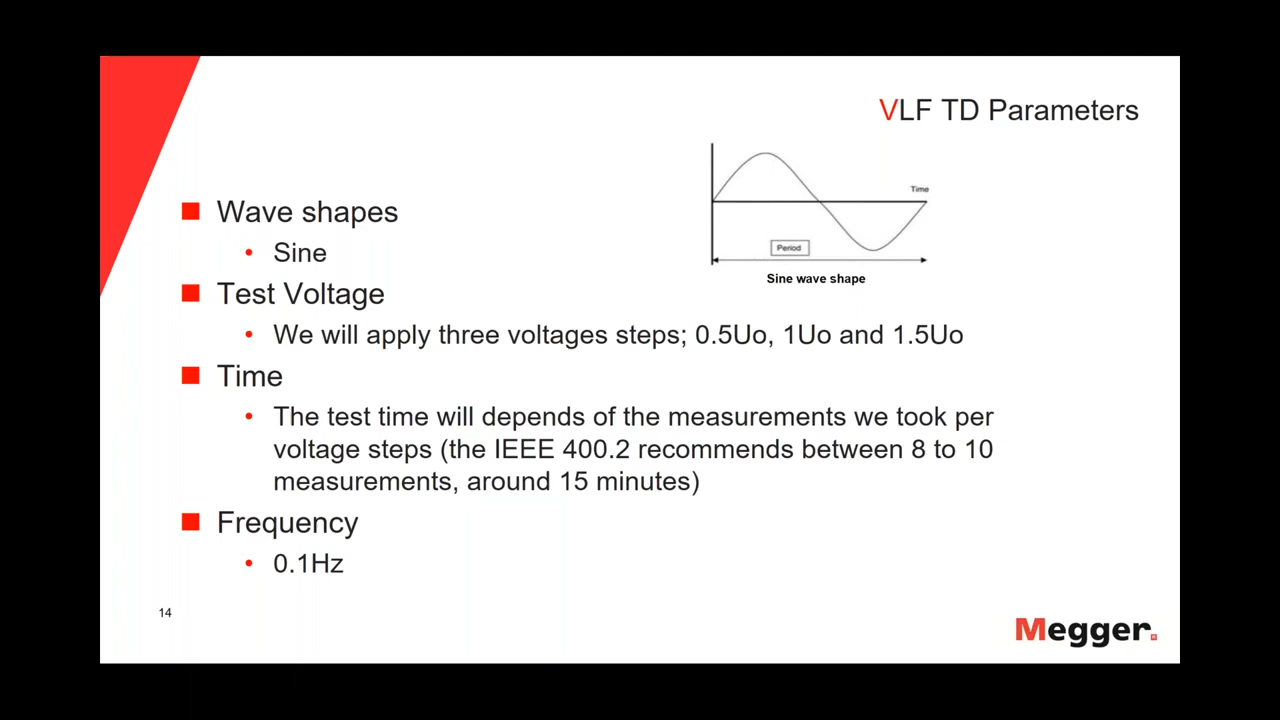 VLF TD Parameters
Time
Period
Sine wave shape
Wave shapes
Sine
Test Voltage
We will apply three voltages steps; 0.5Uo, 1Uo and 1.5Uo
Time
The test time will depends of the measurements we took per
voltage steps (the IEEE 400.2 recommends between 8 to 10
measurements, around 15 minutes)
Frequency
0.1Hz
14
Megger.